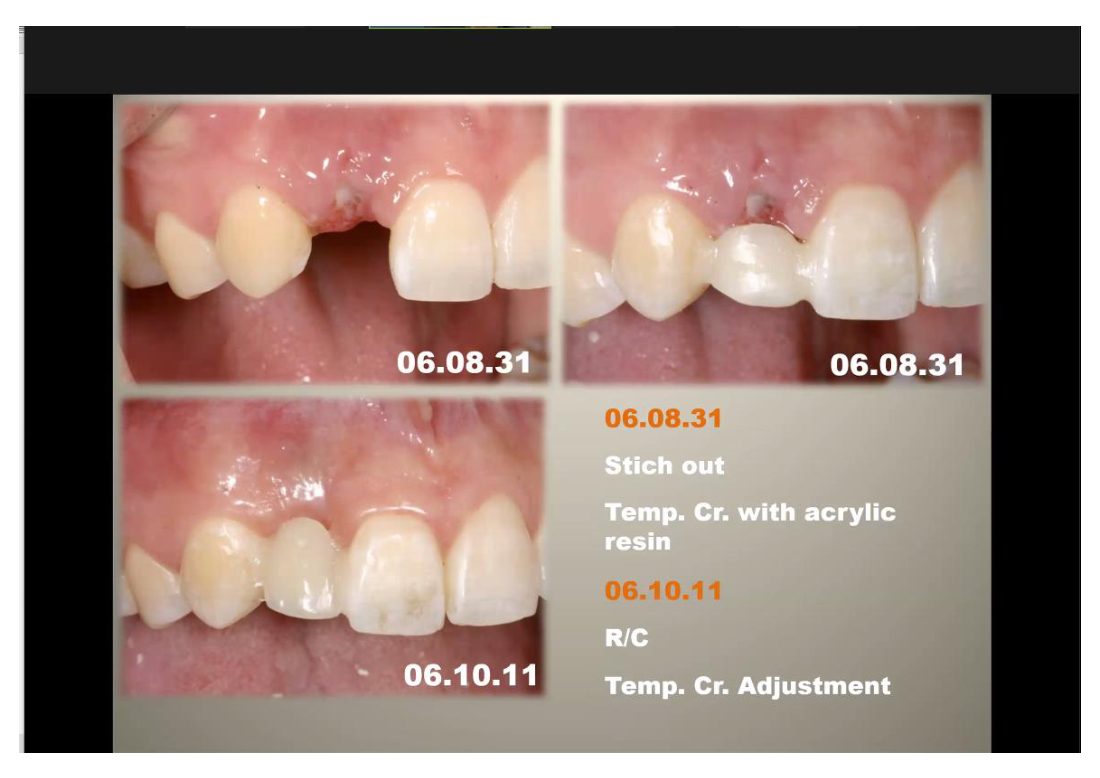 06.08.31
06.08.31
06.10.11
06.08.31
Stich out
Temp. Cr. with acrylic
resin
06.10.11
R/C
Temp. Cr. Adjustment